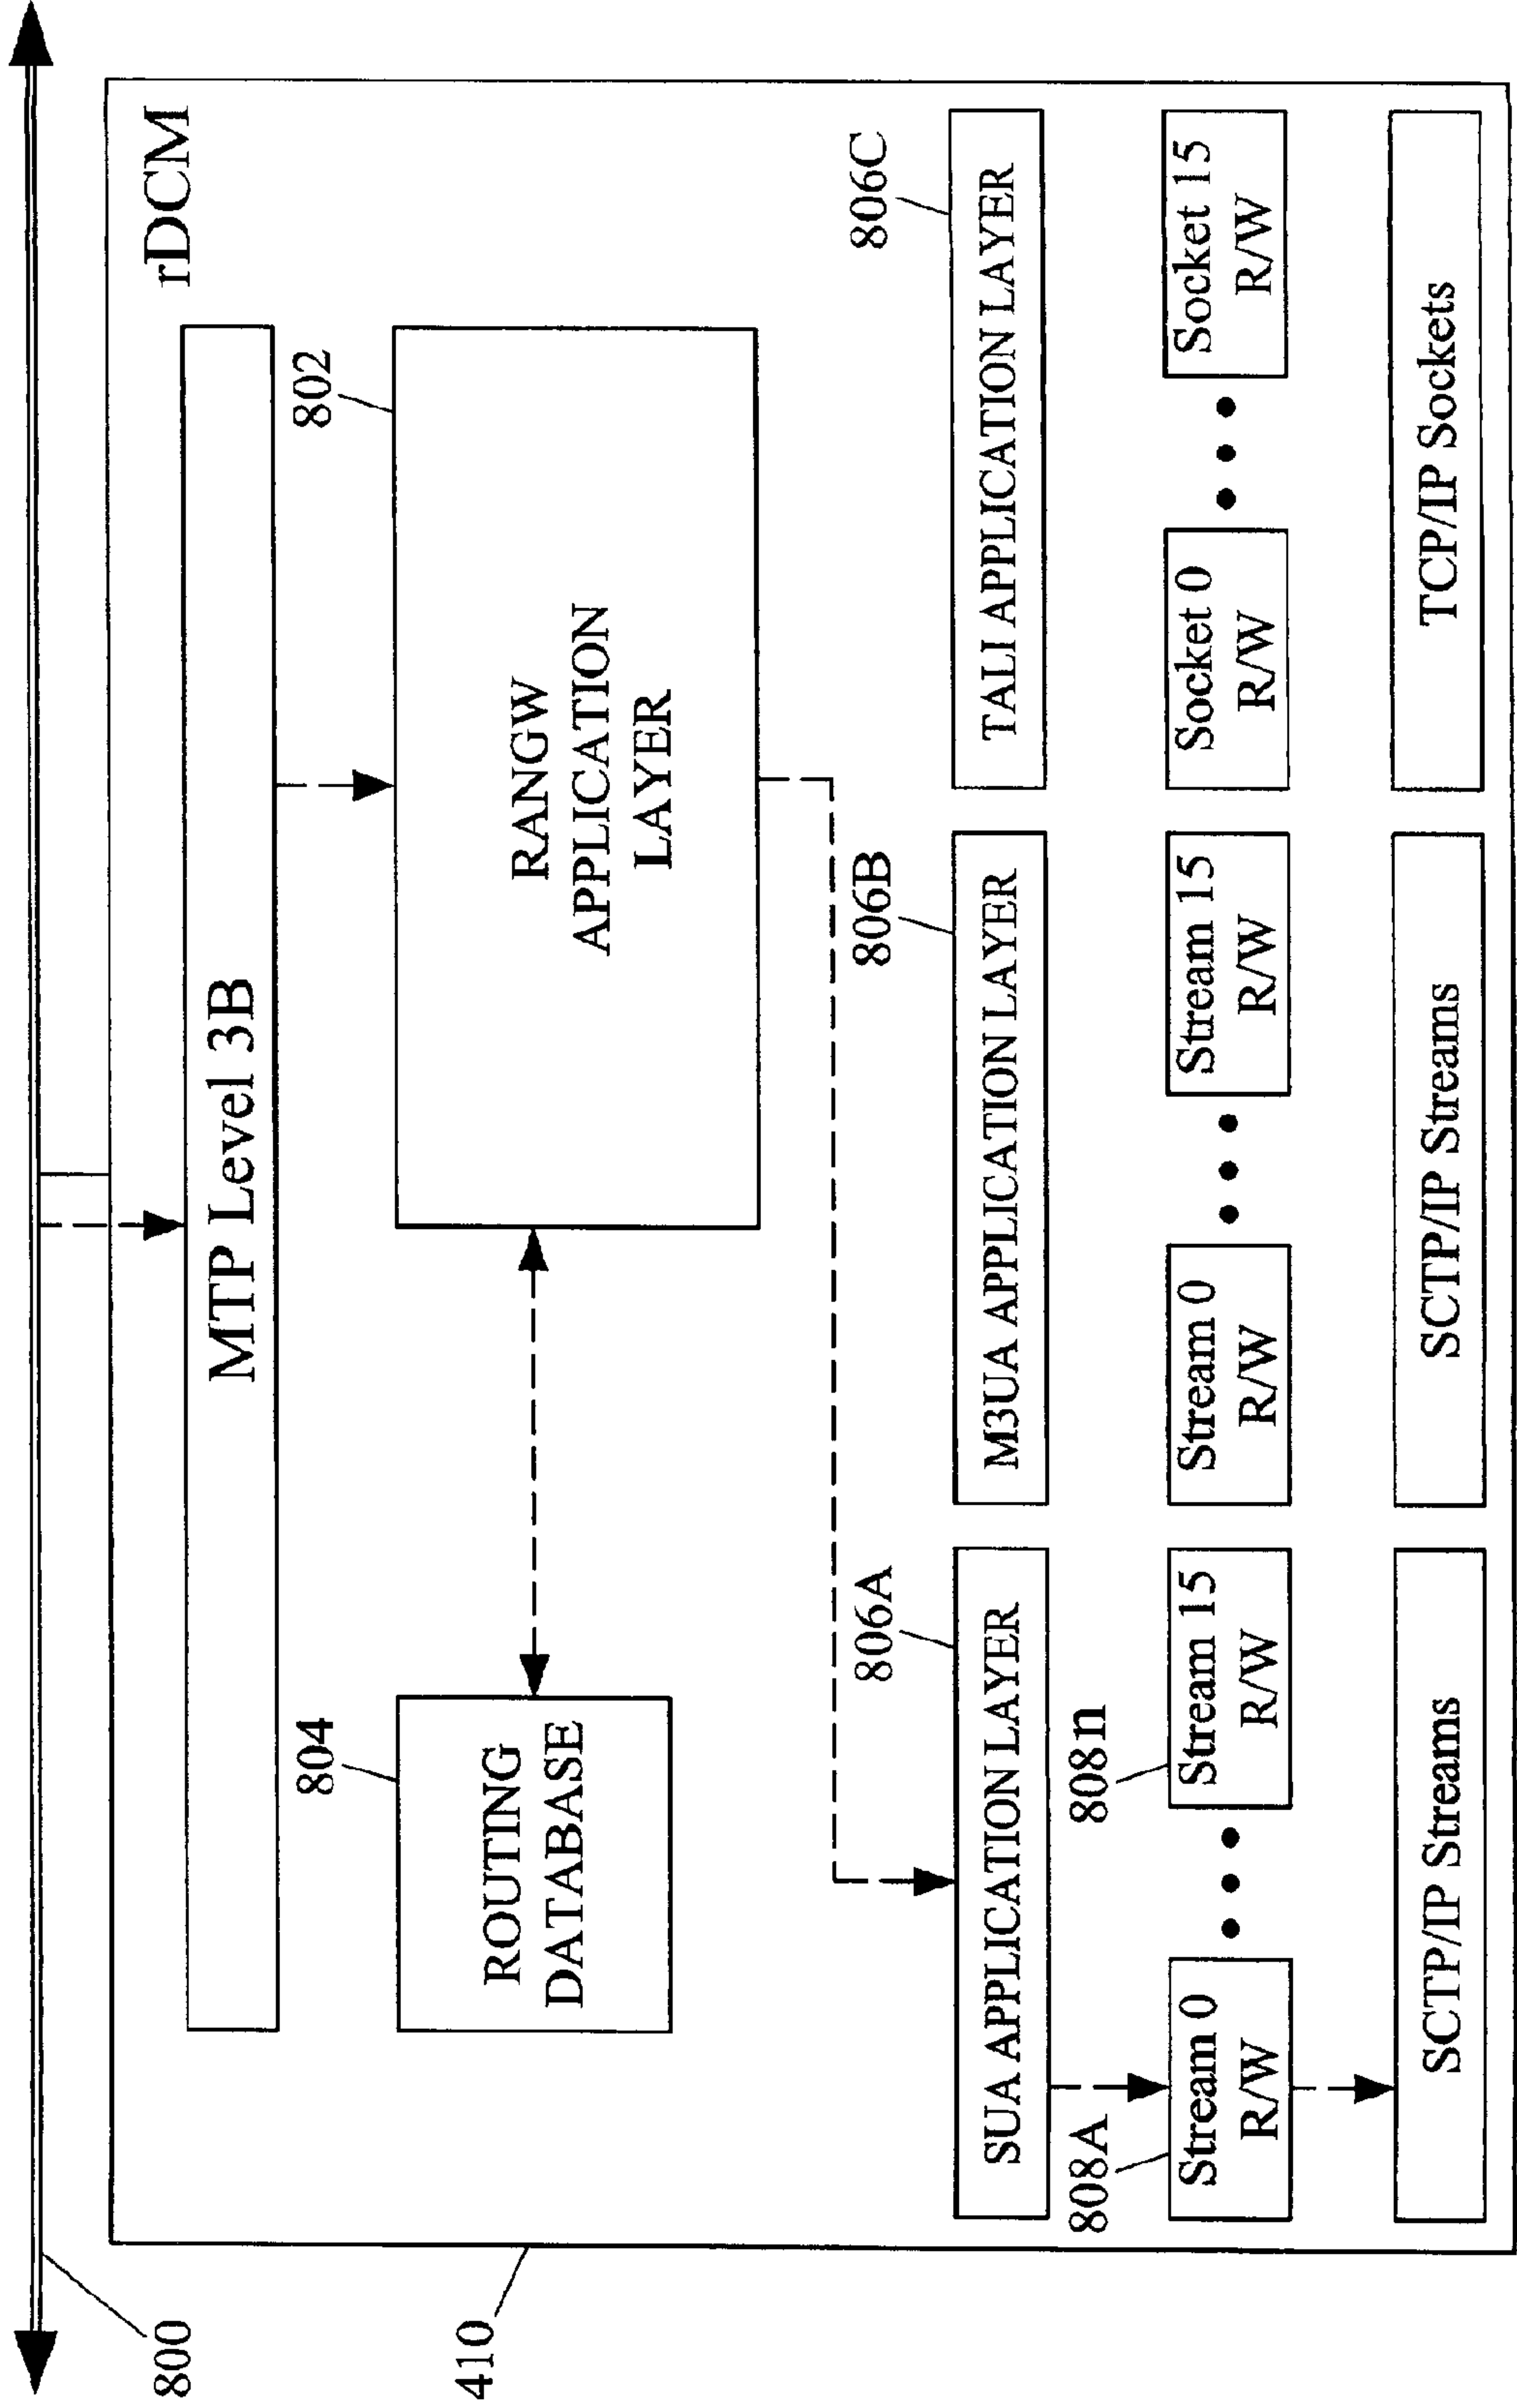 800
410
rDCM
MTP Level 3B
804
ROUTING
DATABASE
802
RANGW
APPLICATION
LAYER
806A
SUA APPLICATION LAYER
806B
M3UA APPLICATION LAYER
806C
TALI APPLICATION LAYER
808A
Stream 0
R/W
808n
Stream 15
R/W
Stream 0
R/W
Stream 15
R/W
Socket 0
R/W
Socket 15
R/W
SCTP/IP Streams
SCTP/IP Streams
TCP/IP Sockets